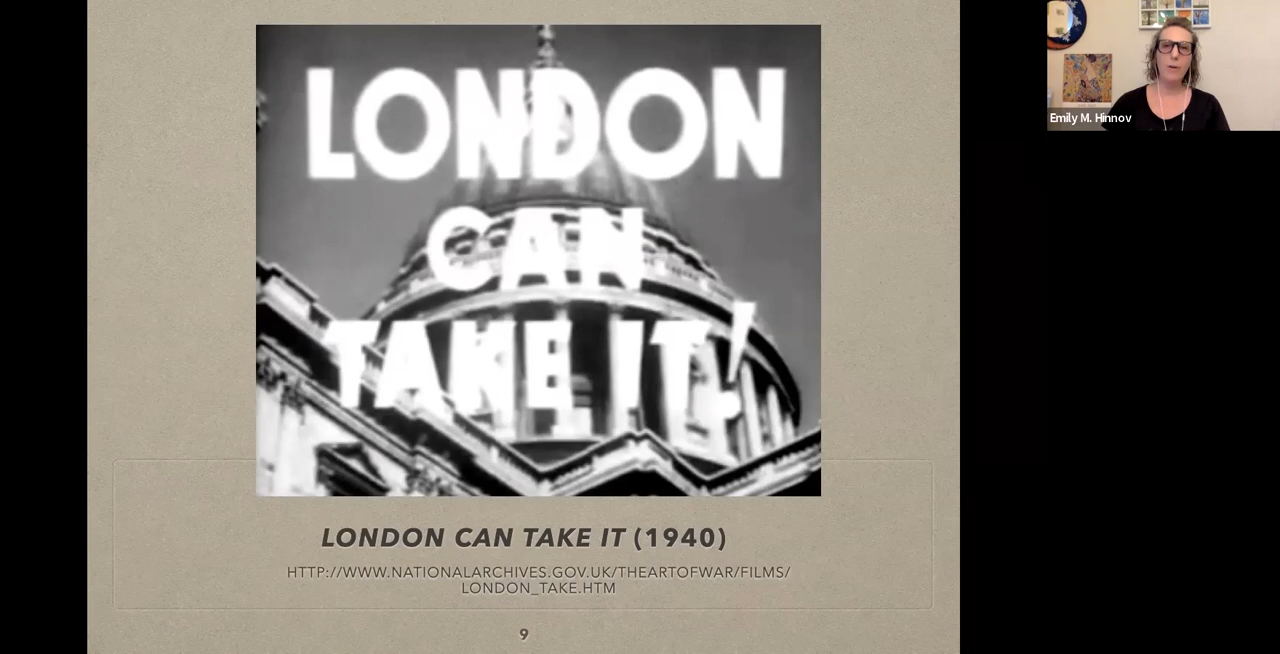 LONDON
CAN
TAKE IT!
LONDON CAN TAKE IT (1940)
HTTP://WWW.NATIONALARCHIVES.GOV.UK/THEARTOFWAR/FILMS/
LONDON_TAKE.HTM
9
Emily M. Hinnov